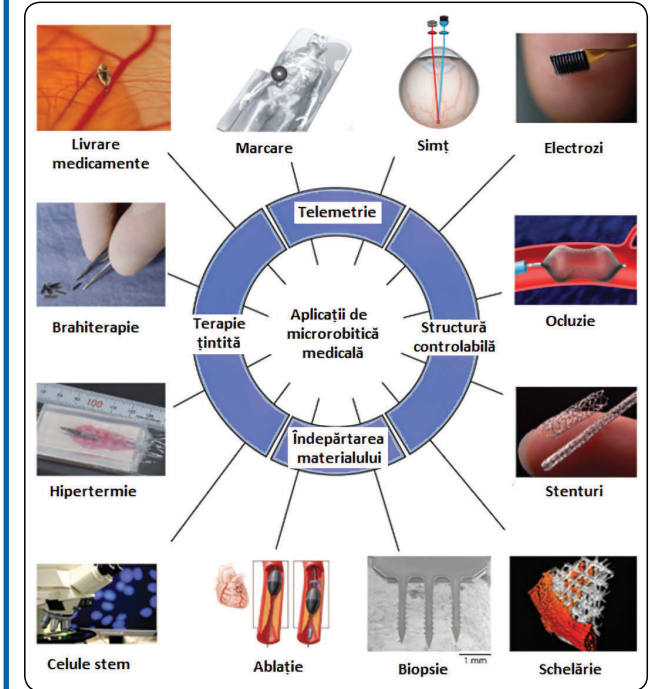 Livrare
medicamente
Marcare
Simț
Electrozi
Telemetrie
Brahiterapie
Terapie
țintită
Aplicații de
microrobitică
medicală
Structură
controlabilă
Ocluzie
100
Hipertermie
Îndepărtarea
materialului
Stenturi
Celule stem
Ablație
Biopsie
1 mm
Schelărie